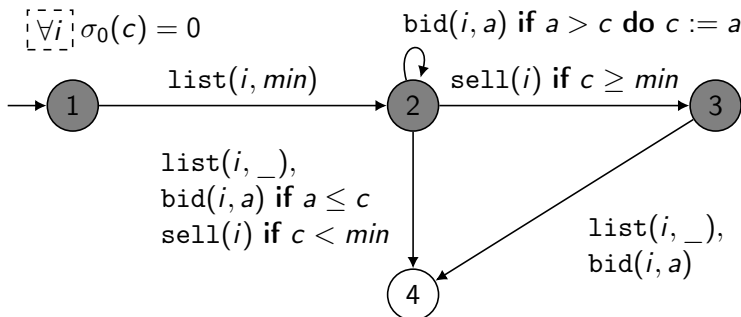 ∀i σ₀(c) = 0
bid(i, a) if a > c do c := a
list(i, min)
sell(i) if c ≥ min
1
2
3
list(i, _),
bid(i, a) if a ≤ c
sell(i) if c < min
list(i, _),
bid(i, a)
4